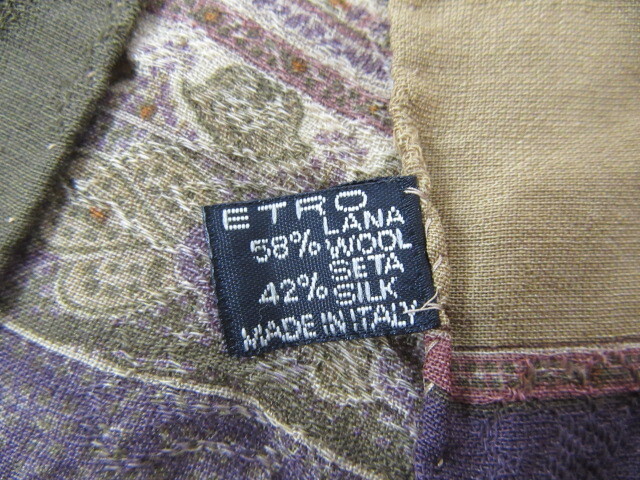 ETRO
LANA
58% WOOL
SETA
42% SILK
MADE IN ITALY